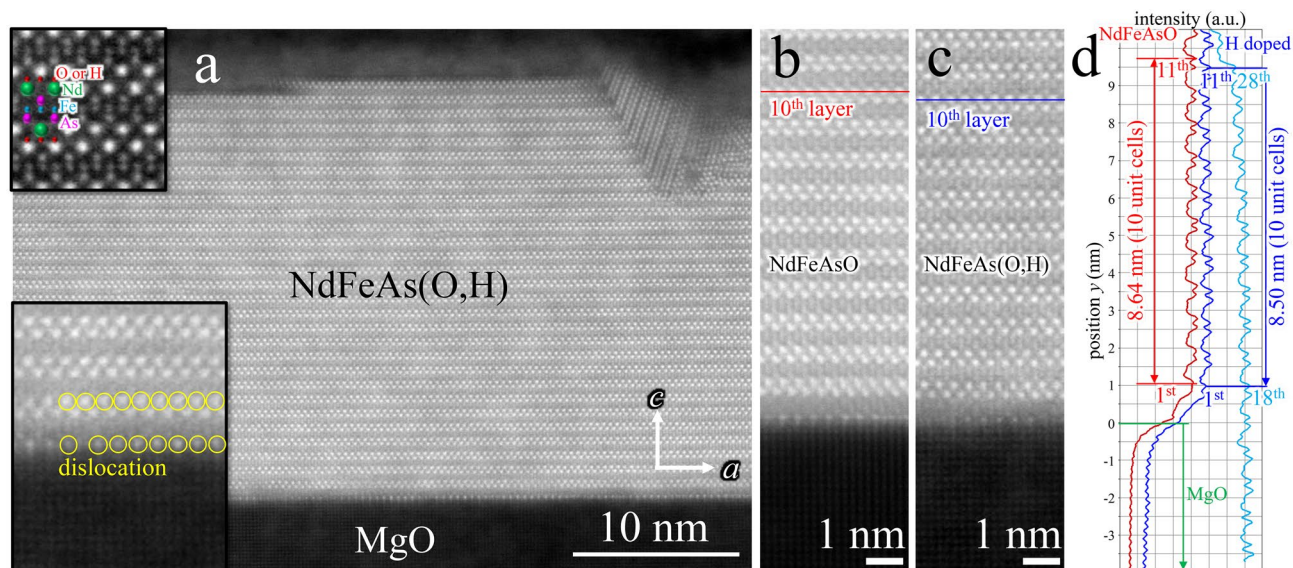 a
O or H
Nd
Fe
As
NdFeAs(O,H)
dislocation
c
a
MgO
10 nm
b
10th layer
NdFeAsO
1 nm
c
10th layer
NdFeAs(O,H)
1 nm
d
intensity (a.u.)
NdFeAsO
H doped
11th
11th
28th
position y (nm)
9
8
7
6
5
4
3
2
1
0
-1
-2
-3
8.64 nm (10 unit cells)
8.50 nm (10 unit cells)
1st
1st
18th
MgO